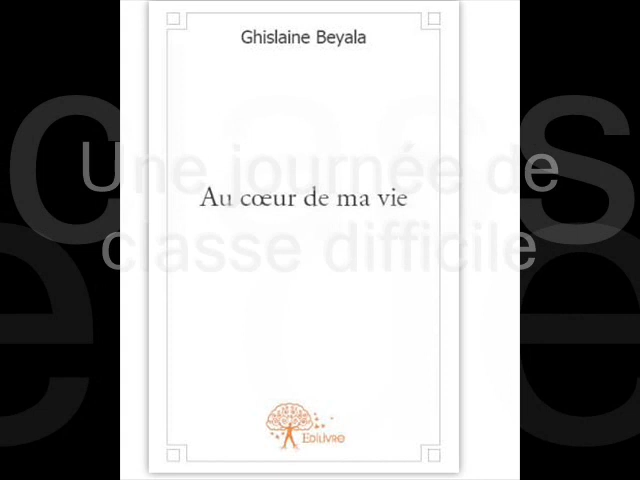 Ghislaine Beyala
Une journée de
Au cœur de ma vie
classe difficile
EDILIVRE